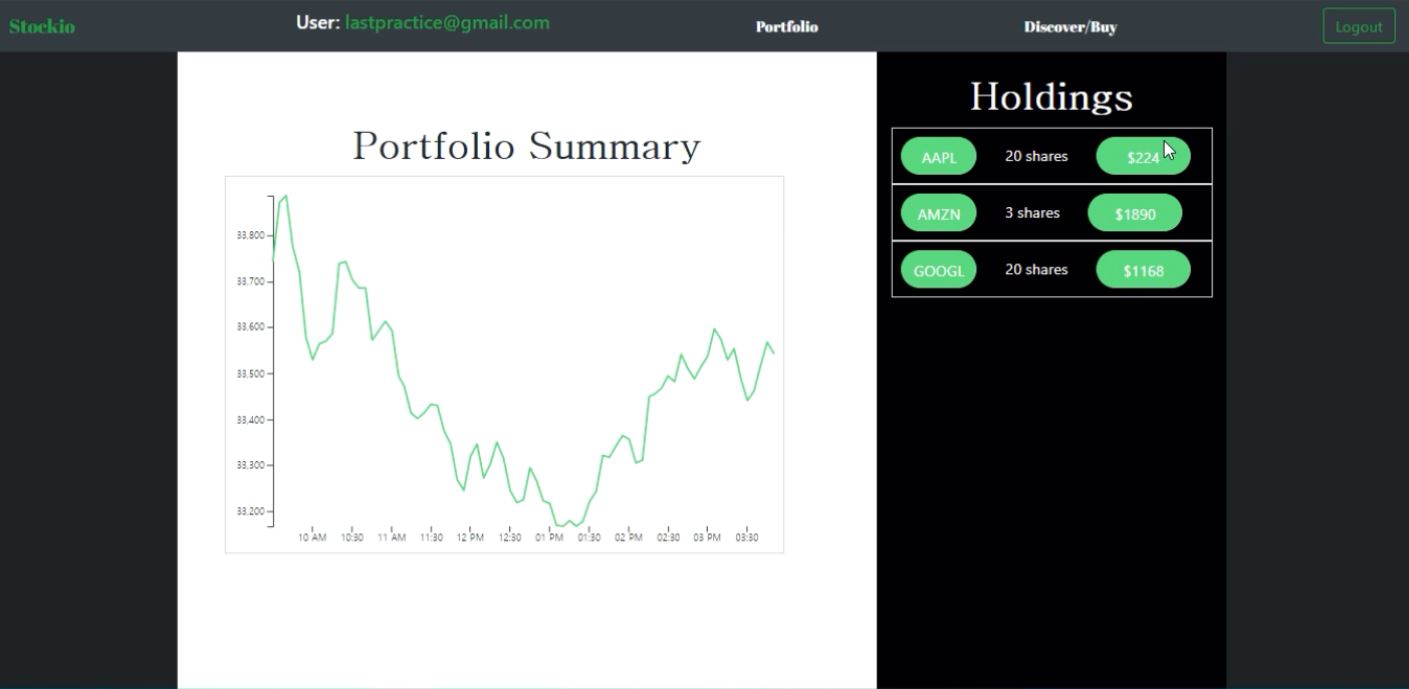 Stockio
User: lastpractice@gmail.com
Portfolio
Discover/Buy
Logout
Portfolio Summary
33,800
33,700
33,600
33,500
33,400
33,300
33,200
10 AM 10:30 11 AM 11:30 12 PM 12:30 01 PM 01:30 02 PM 02:30 03 PM 03:30
Holdings
AAPL 20 shares $224
AMZN 3 shares $1890
GOOGL 20 shares $1168